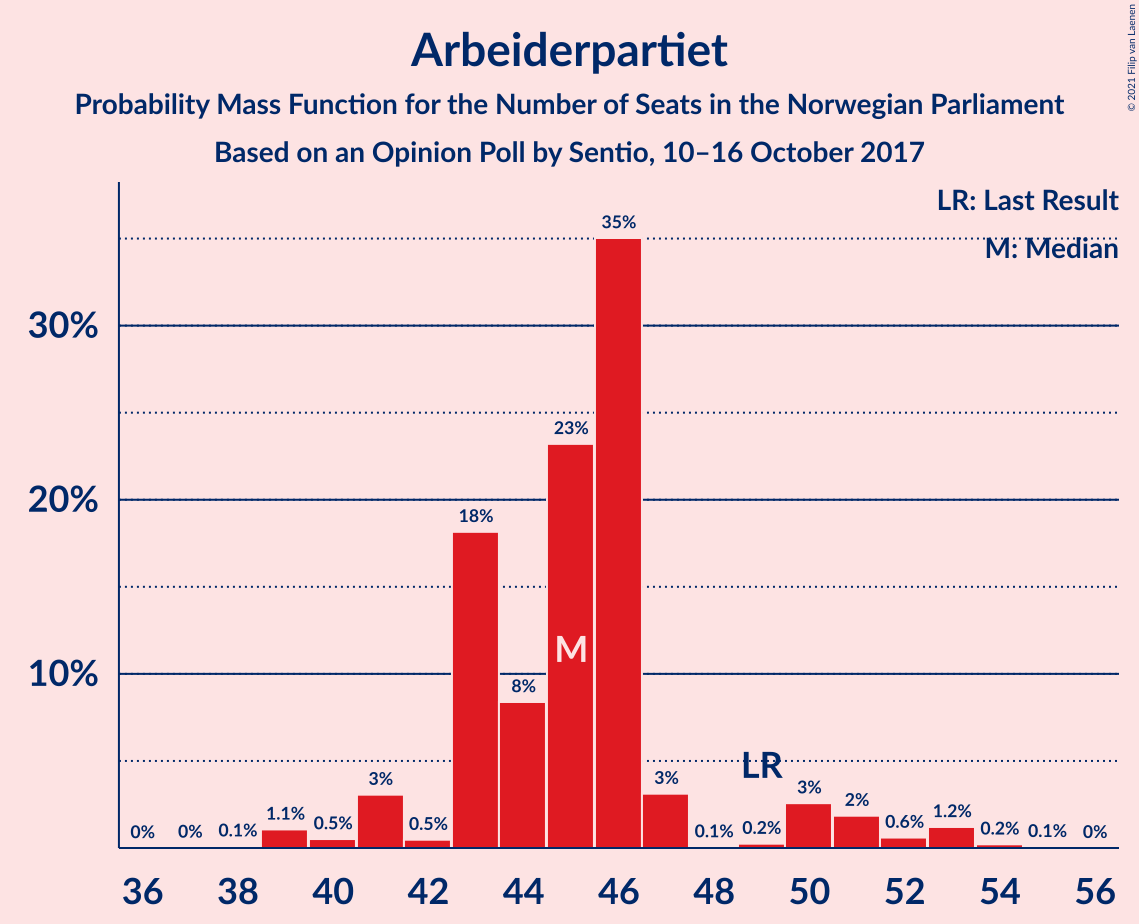 Arbeiderpartiet
Probability Mass Function for the Number of Seats in the Norwegian Parliament
Based on an Opinion Poll by Sentio, 10–16 October 2017
© 2021 Filip van Laenen
LR: Last Result
M: Median
30%
20%
10%
0% 0% 0.1% 1.1% 0.5% 3% 0.5% 18% 8% 23% 35% 3% 0.1% 0.2% 3% 2% 0.6% 1.2% 0.2% 0.1% 0%
M
LR
36 38 40 42 44 46 48 50 52 54 56